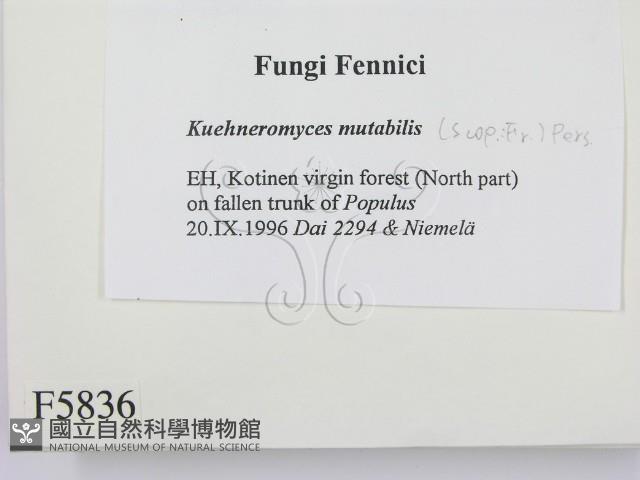 Fungi Fennici
Kuehneromyces mutabilis (Scop.:Fr.) Pers.
EH, Kotinen virgin forest (North part)
on fallen trunk of Populus
20.IX.1996 Dai 2294 & Niemelä
F5836
國立自然科學博物館
NATIONAL MUSEUM OF NATURAL SCIENCE